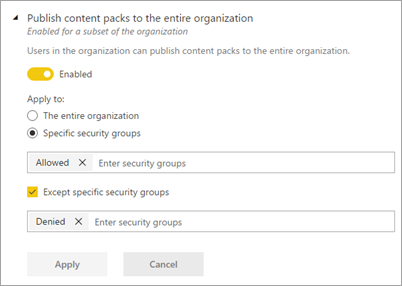 Publish content packs to the entire organization
Enabled for a subset of the organization
Users in the organization can publish content packs to the entire organization.
Enabled
Apply to:
The entire organization
Specific security groups
Allowed Enter security groups
Except specific security groups
Denied Enter security groups
Apply Cancel